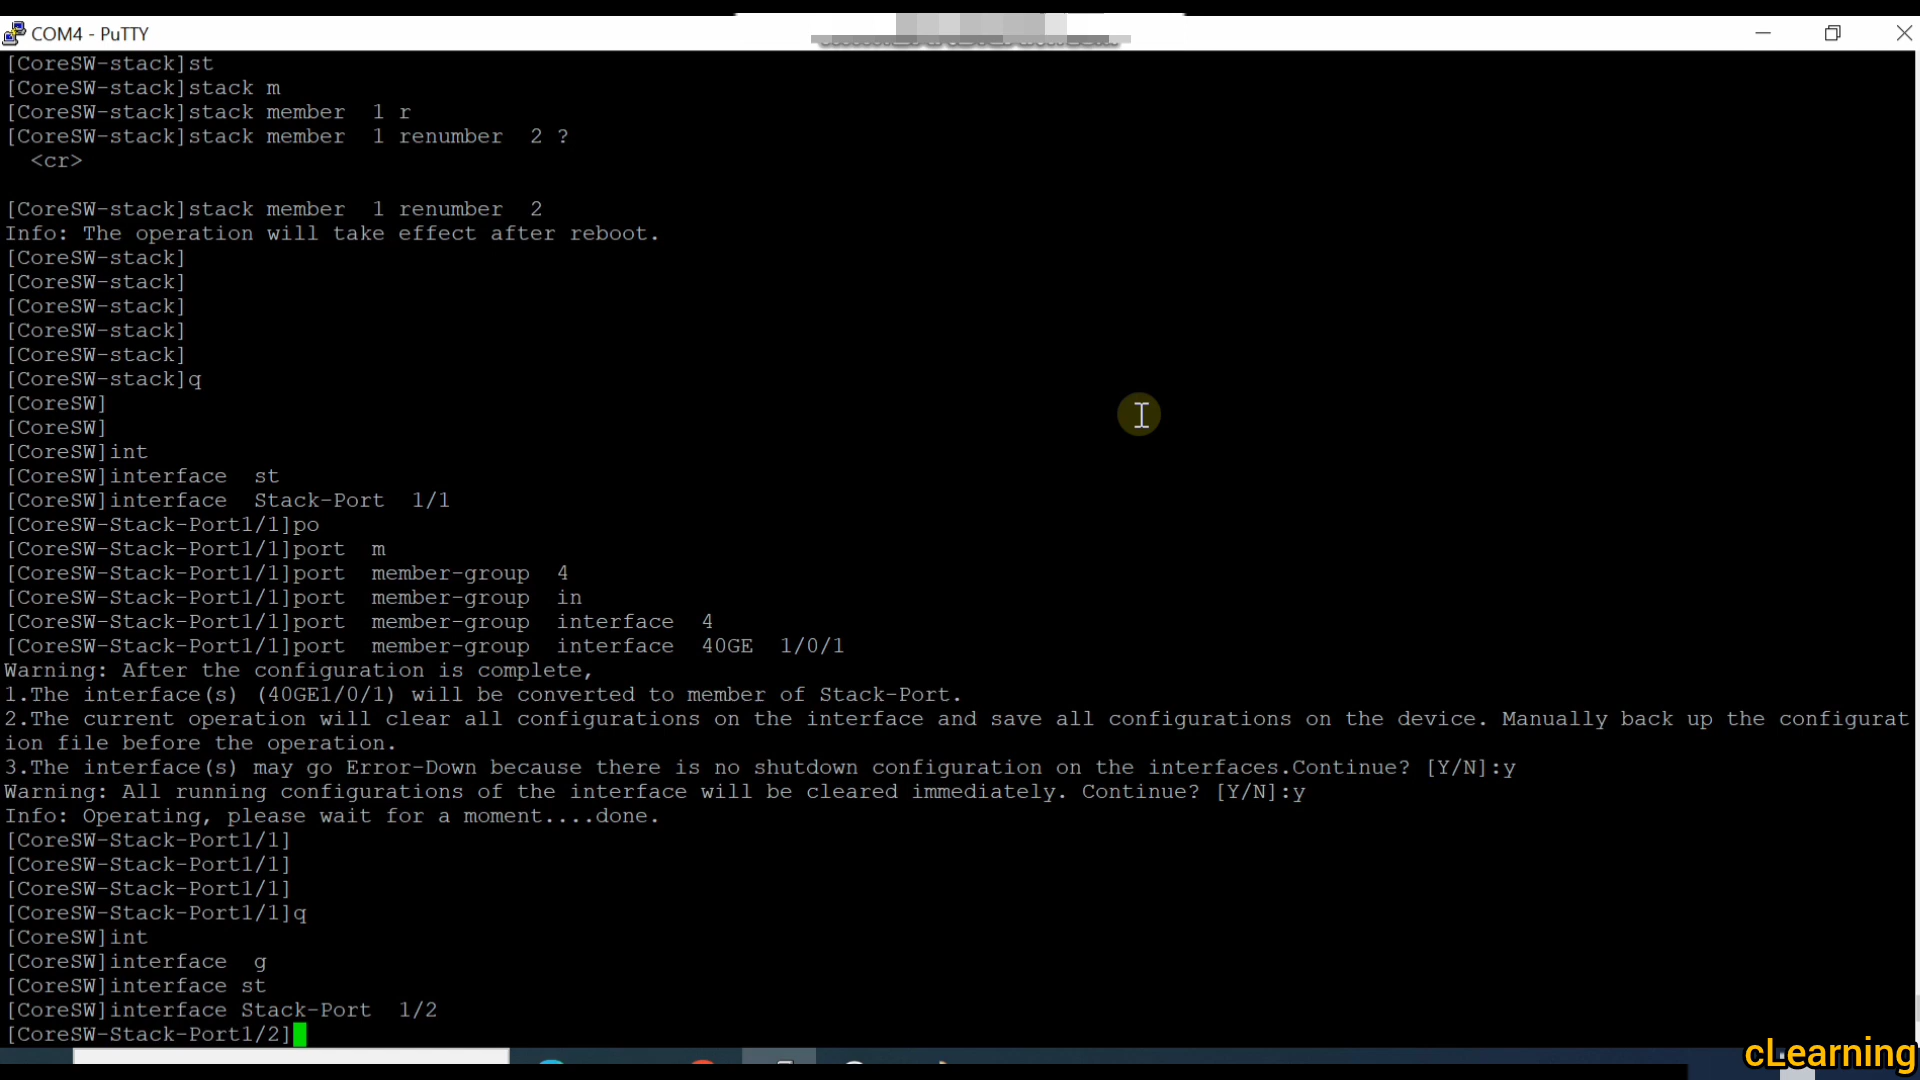 COM4 - PuTTY
[CoreSW-stack]st
[CoreSW-stack]stack m
[CoreSW-stack]stack member  1 r
[CoreSW-stack]stack member  1 renumber  2 ?
  <cr>
[CoreSW-stack]stack member  1 renumber  2
Info: The operation will take effect after reboot.
[CoreSW-stack]
[CoreSW-stack]
[CoreSW-stack]
[CoreSW-stack]
[CoreSW-stack]
[CoreSW-stack]q
[CoreSW]
[CoreSW]
[CoreSW]int
[CoreSW]interface  st
[CoreSW]interface  Stack-Port  1/1
[CoreSW-Stack-Port1/1]po
[CoreSW-Stack-Port1/1]port  m
[CoreSW-Stack-Port1/1]port  member-group  4
[CoreSW-Stack-Port1/1]port  member-group  in
[CoreSW-Stack-Port1/1]port  member-group  interface  4
[CoreSW-Stack-Port1/1]port  member-group  interface  40GE  1/0/1
Warning: After the configuration is complete,
1.The interface(s) (40GE1/0/1) will be converted to member of Stack-Port.
2.The current operation will clear all configurations on the interface and save all configurations on the device. Manually back up the configurat
ion file before the operation.
3.The interface(s) may go Error-Down because there is no shutdown configuration on the interfaces.Continue? [Y/N]:y
Warning: All running configurations of the interface will be cleared immediately. Continue? [Y/N]:y
Info: Operating, please wait for a moment....done.
[CoreSW-Stack-Port1/1]
[CoreSW-Stack-Port1/1]
[CoreSW-Stack-Port1/1]
[CoreSW-Stack-Port1/1]q
[CoreSW]int
[CoreSW]interface  g
[CoreSW]interface st
[CoreSW]interface Stack-Port  1/2
[CoreSW-Stack-Port1/2]
cLearning